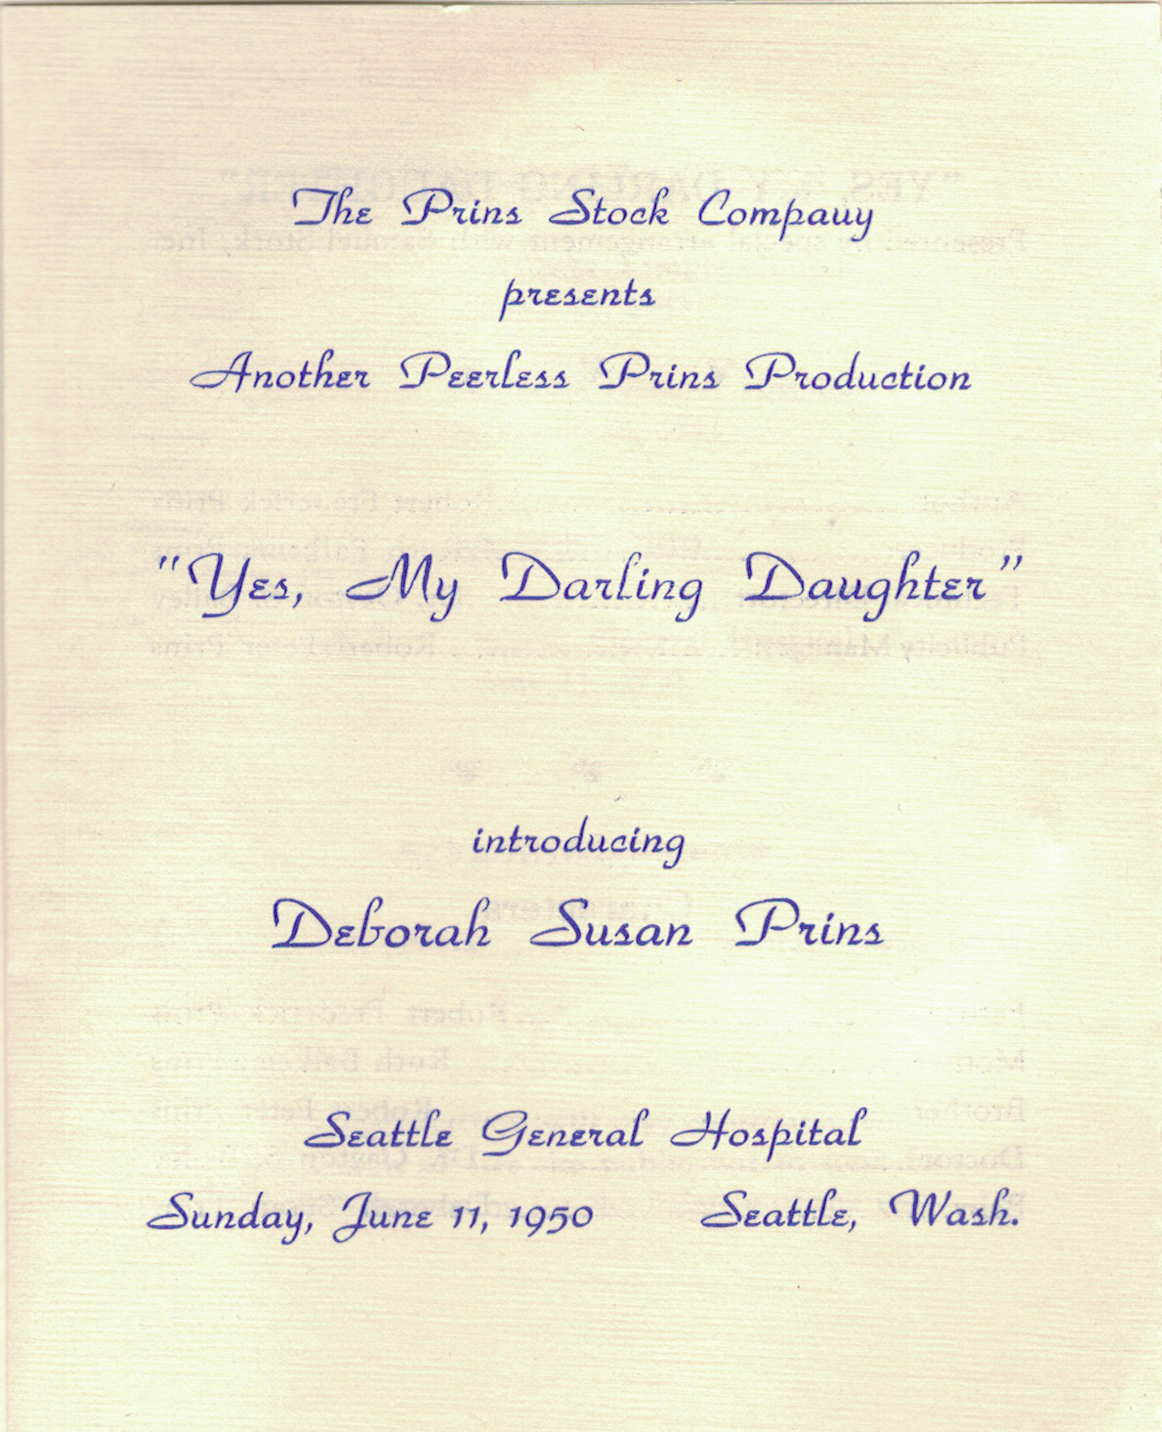 The Prins Stock Compauy
presents
Another Peerless Prins Production
"Yes, My Darling Daughter"
introducing
Deborah Susan Prins
Seattle General Hospital
Sunday, June 11, 1950 Seattle, Wash.